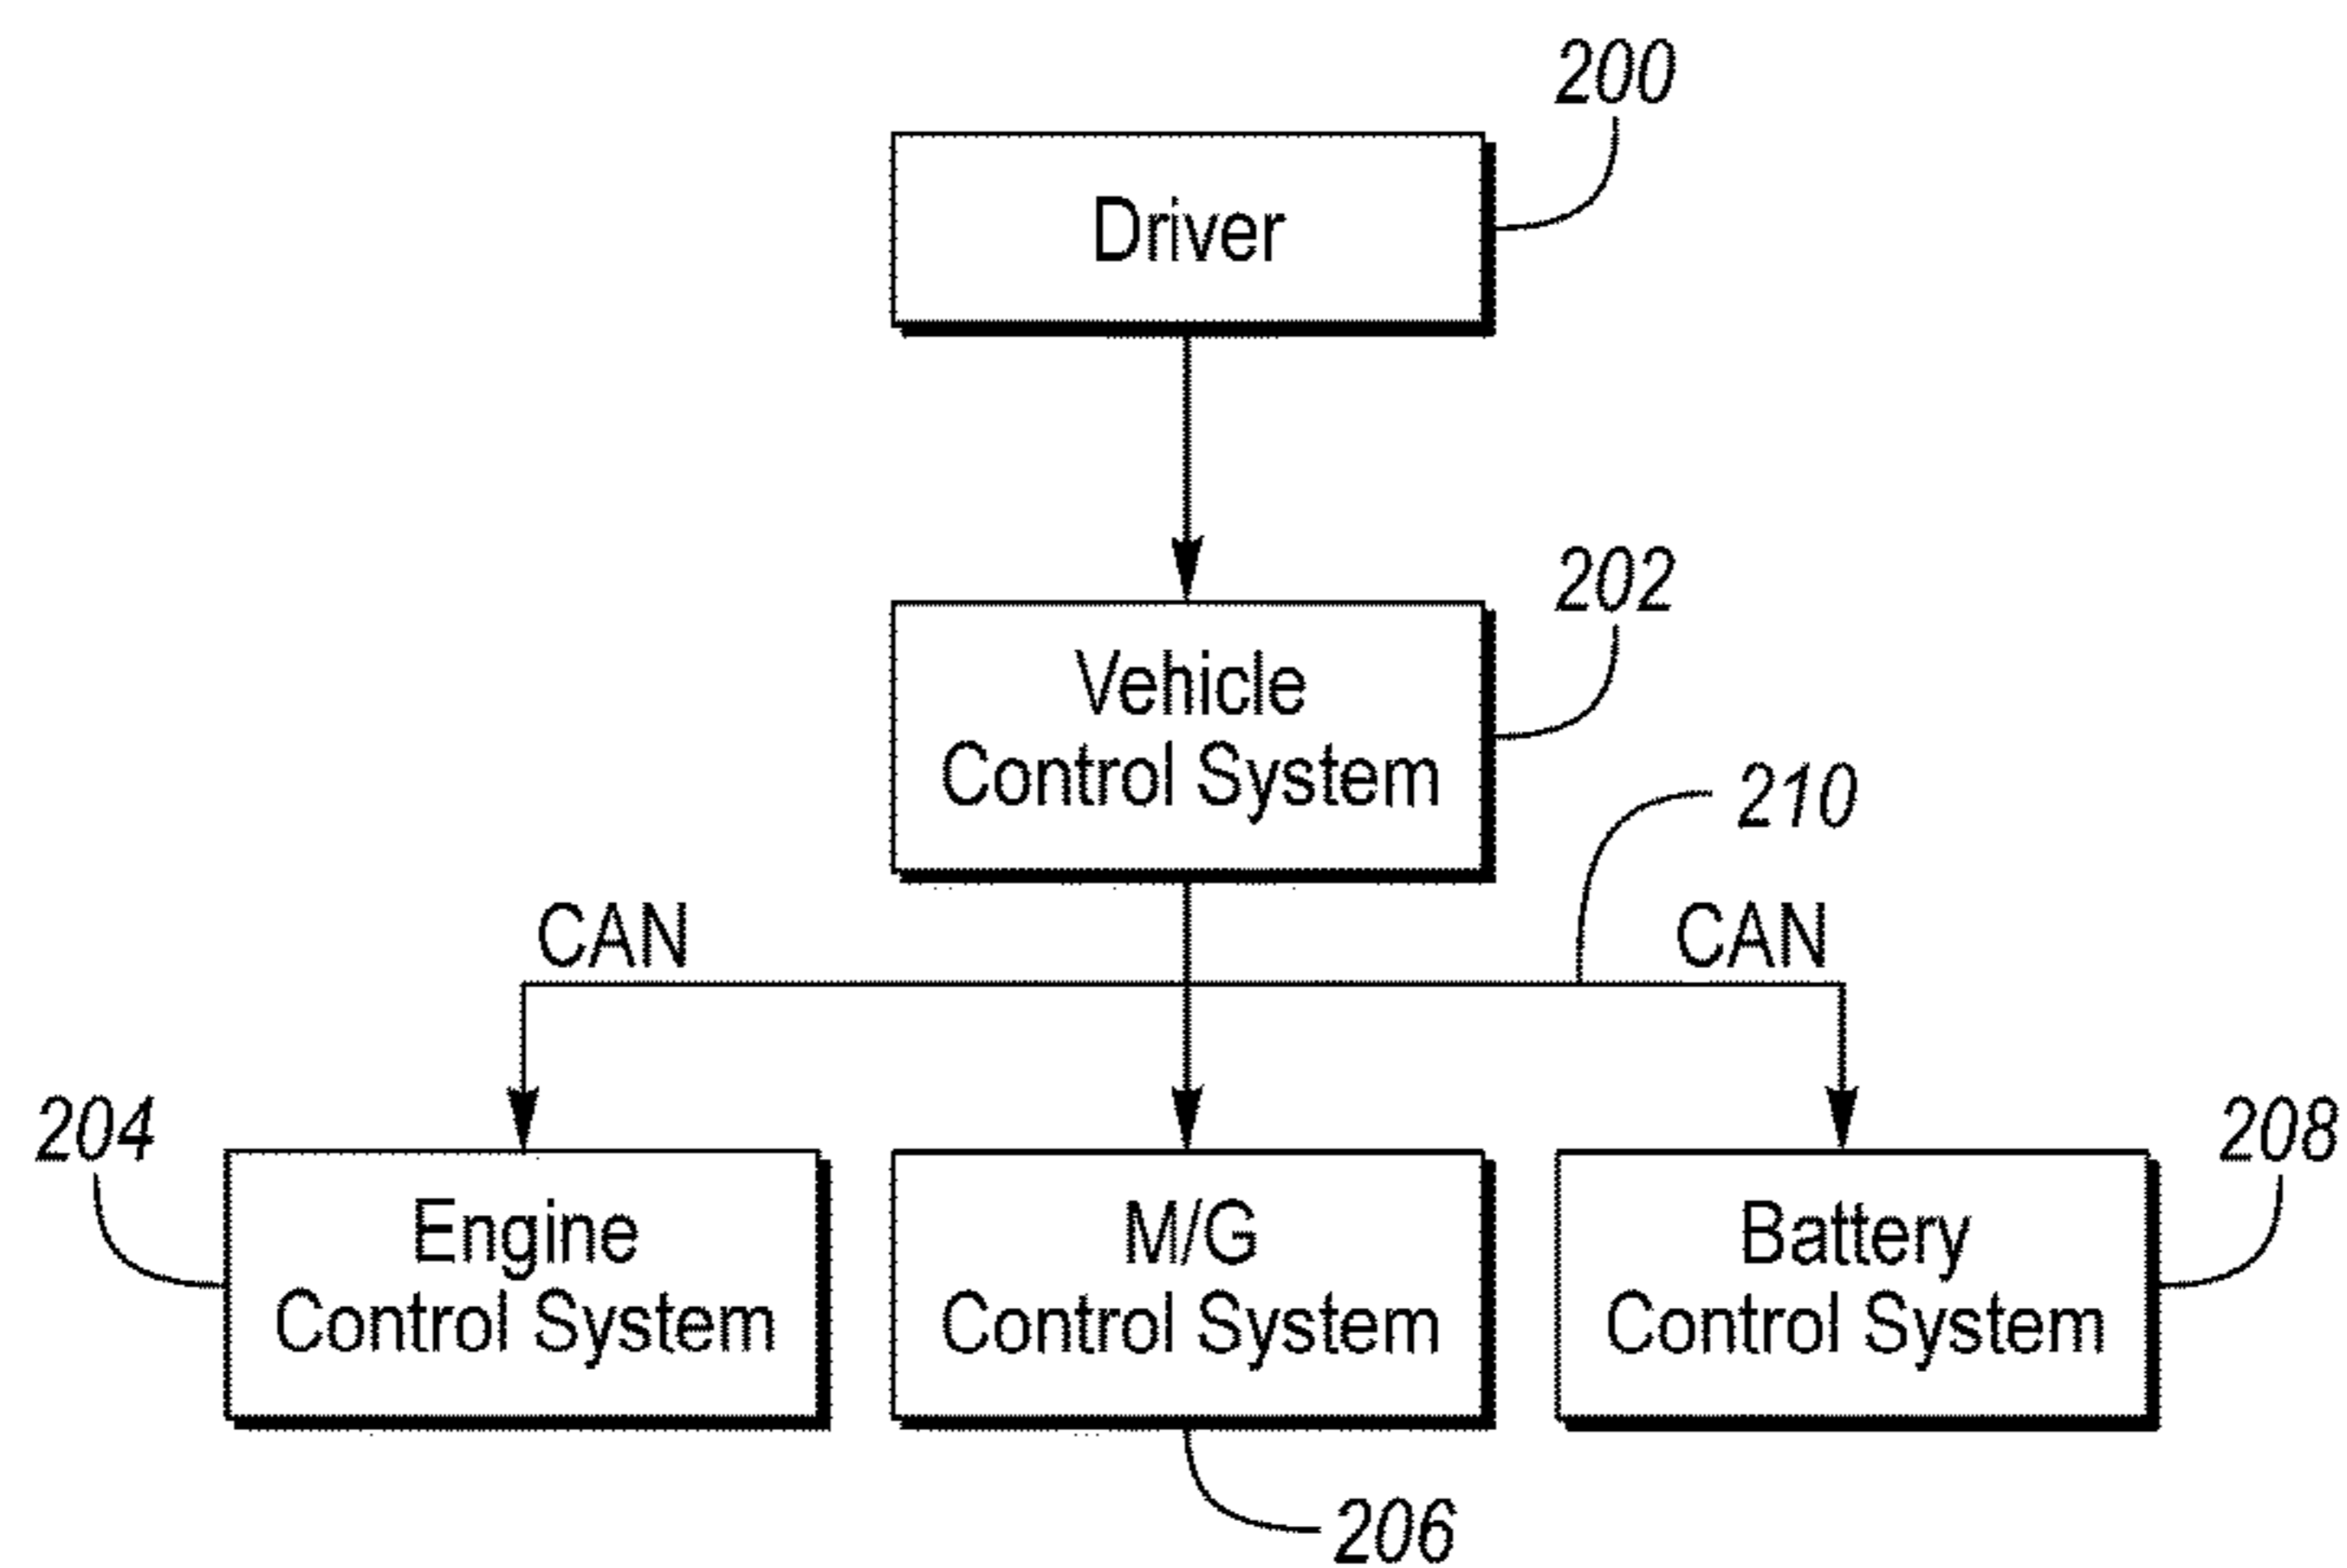 200
Driver
202
Vehicle
Control System
210
CAN
CAN
204
208
Engine
Control System
M/G
Control System
Battery
Control System
206